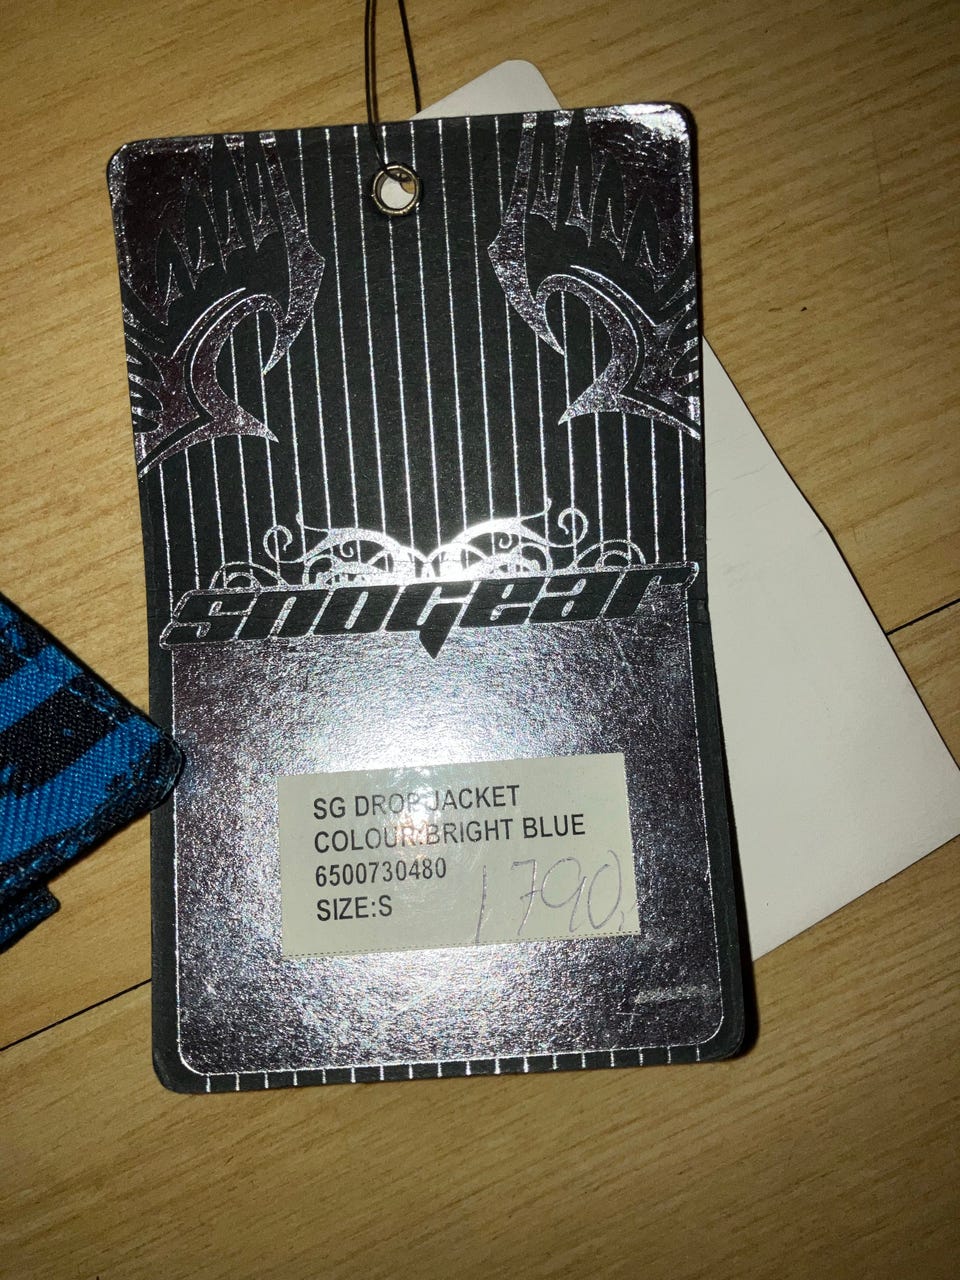 snogear
SG DROP JACKET
COLOUR:BRIGHT BLUE
6500730480
SIZE:S
1790,